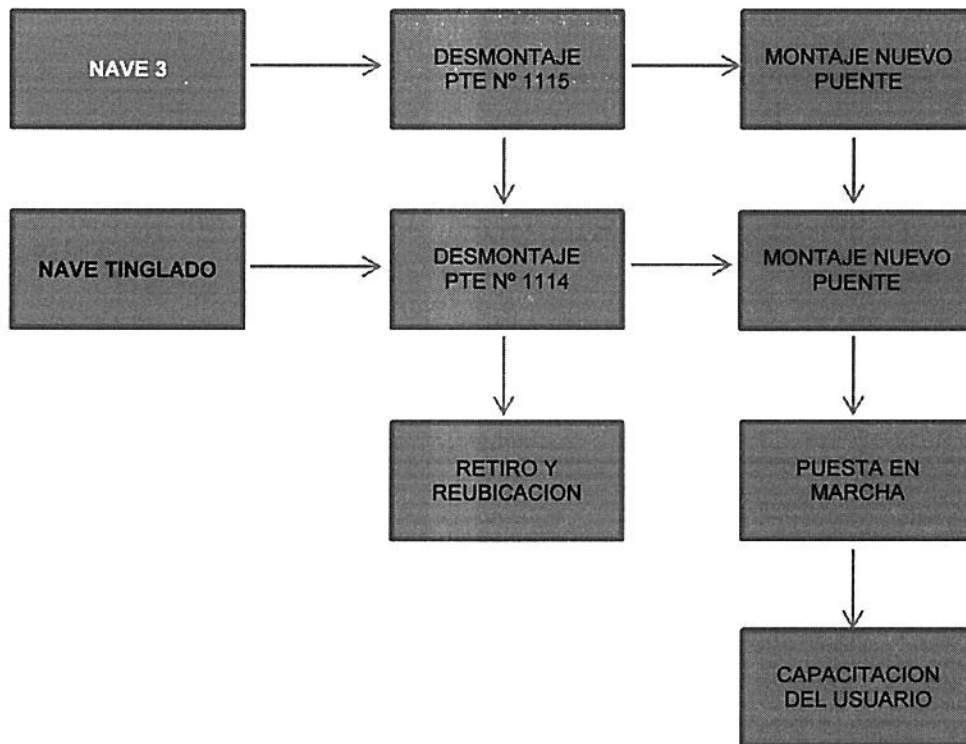 NAVE 3
DESMONTAJE
PTE Nº 1115
MONTAJE NUEVO
PUENTE
NAVE TINGLADO
DESMONTAJE
PTE Nº 1114
MONTAJE NUEVO
PUENTE
RETIRO Y
REUBICACION
PUESTA EN
MARCHA
CAPACITACION
DEL USUARIO